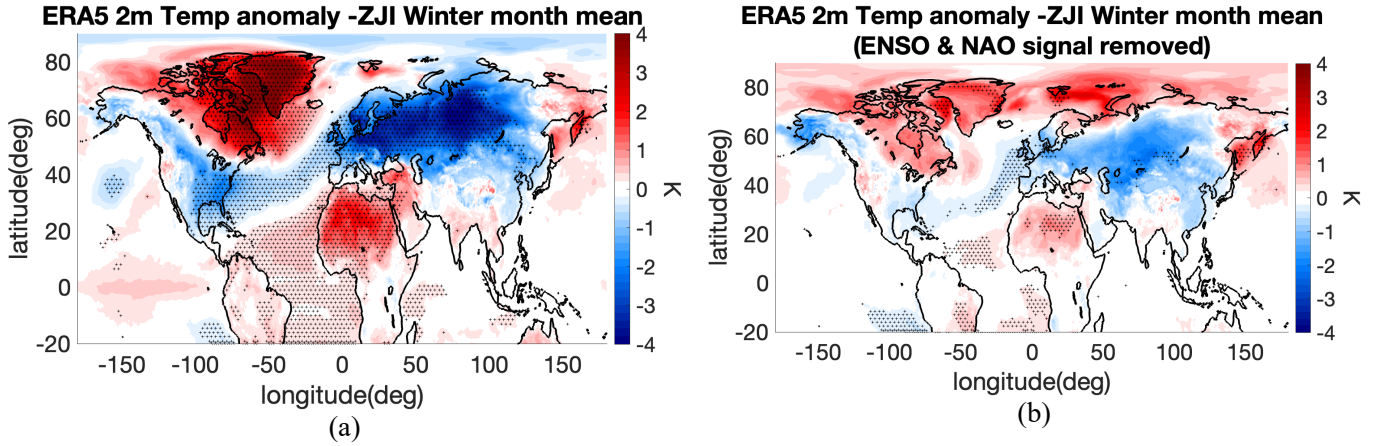 ERA5 2m Temp anomaly -ZJI Winter month mean
80
60
40
20
0
-20
latitude(deg)
-150 -100 -50 0 50 100 150
longitude(deg)
4
3
2
1
0
-1
-2
-3
-4
K
(a)
ERA5 2m Temp anomaly -ZJI Winter month mean
(ENSO & NAO signal removed)
80
60
40
20
0
-20
latitude(deg)
-150 -100 -50 0 50 100 150
longitude(deg)
4
3
2
1
0
-1
-2
-3
-4
K
(b)